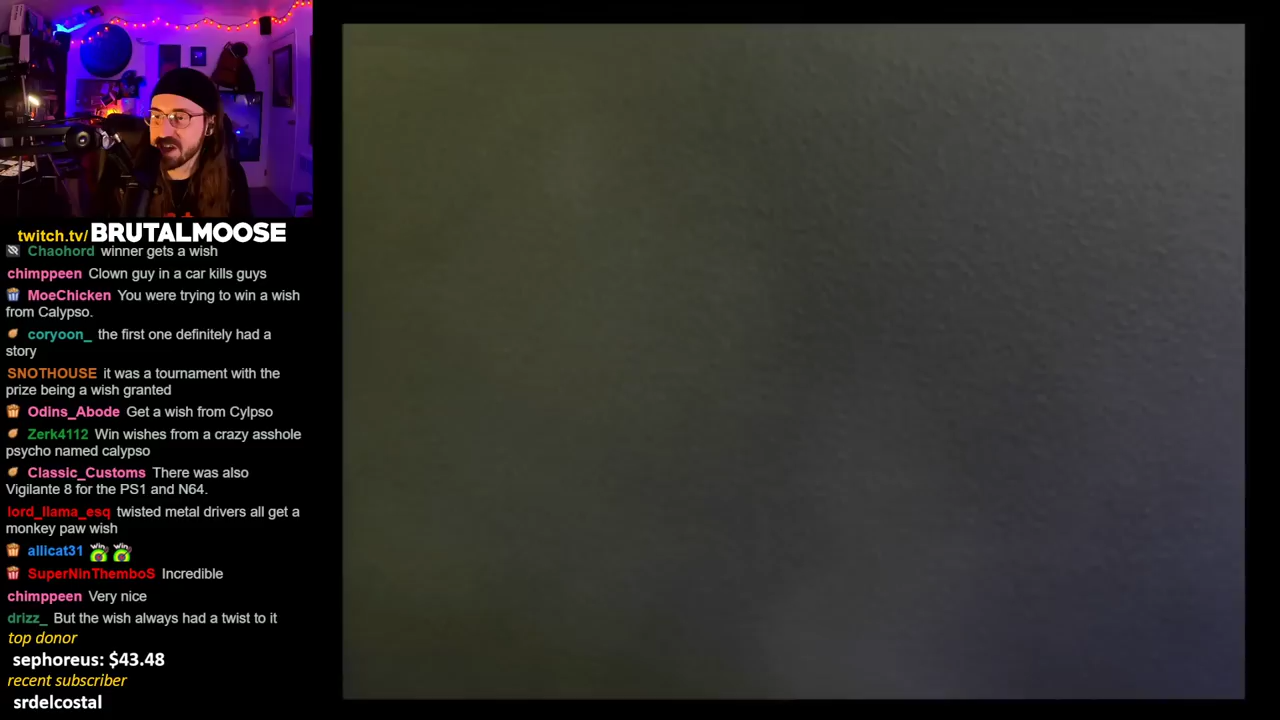 twitch.tv/BRUTALMOOSE
Chaohord winner gets a wish
chimppeen Clown guy in a car kills guys
MoeChicken You were trying to win a wish
from Calypso.
coryoon_ the first one definitely had a
story
SNOTHOUSE it was a tournament with the
prize being a wish granted
Odins_Abode Get a wish from Cylpso
Zerk4112 Win wishes from a crazy asshole
psycho named calypso
Classic_Customs There was also
Vigilante 8 for the PS1 and N64.
lord_llama_esq twisted metal drivers all get a
monkey paw wish
allicat31
SuperNinThemboS Incredible
chimppeen Very nice
drizz_ But the wish always had a twist to it
top donor
sephoreus: $43.48
recent subscriber
srdelcostal